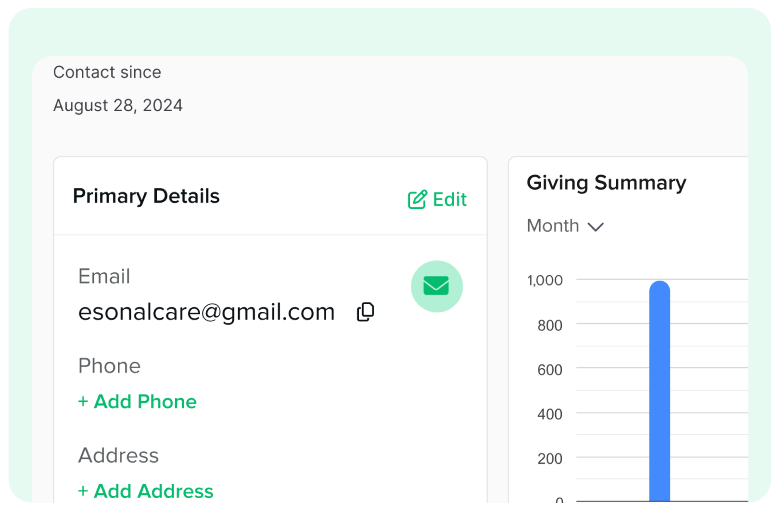 Contact since
August 28, 2024
Primary Details
Edit
Email
esonalcare@gmail.com
Phone
+ Add Phone
Address
+ Add Address
Giving Summary
Month
1,000
800
600
400
200
0